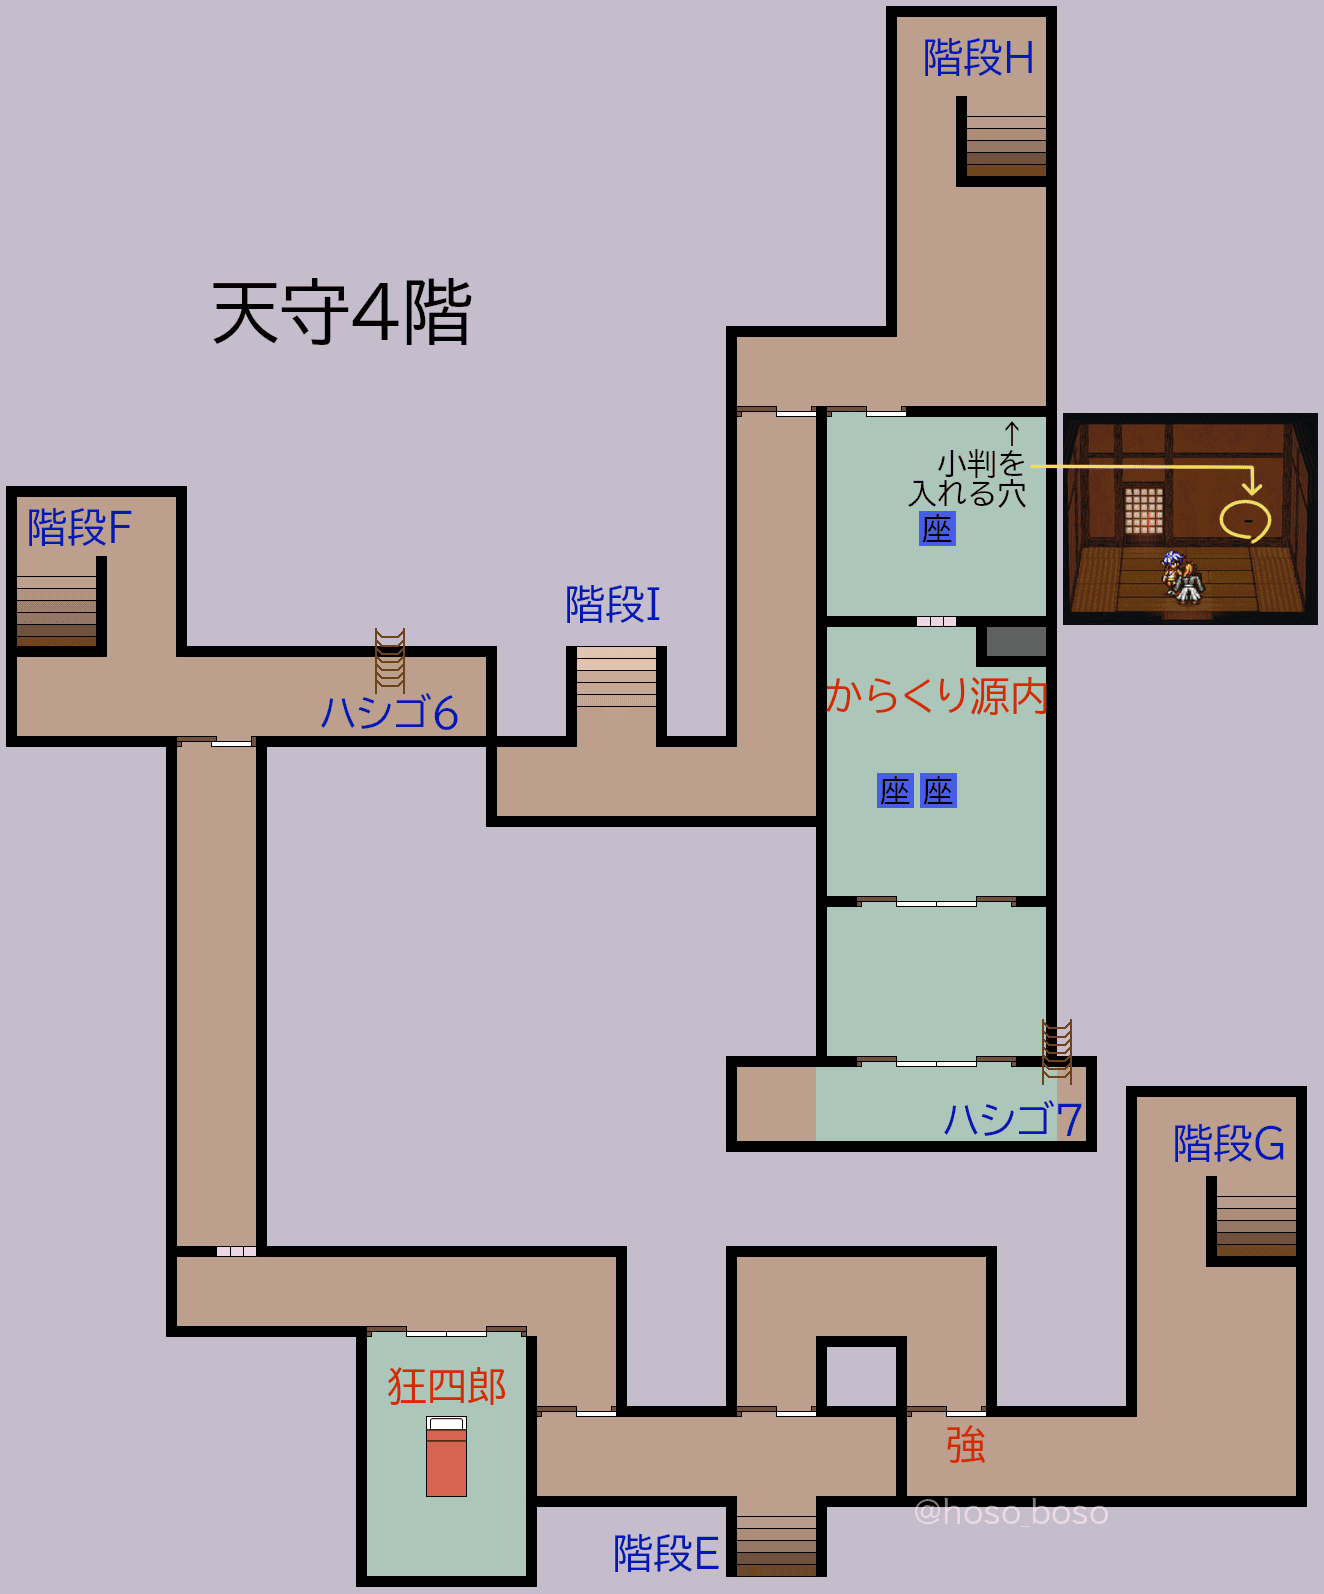 階段H
天守4階
↑
小判を
入れる穴
座
階段F
階段I
からくり源内
ハシゴ6
座 座
ハシゴ7
階段G
狂四郎
強
@hoso_boso
階段E